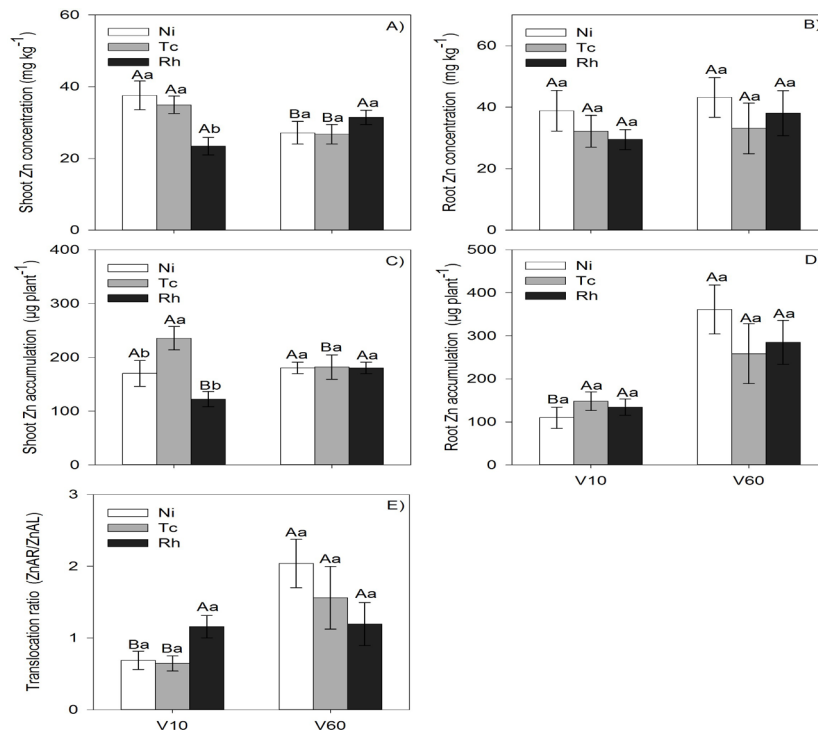 A)
Ni
Tc
Rh
60
40
20
0
Shoot Zn concentration (mg kg⁻¹)
Aa Aa Ab Ba Ba Aa
B)
Ni
Tc
Rh
60
40
20
0
Root Zn concentration (mg kg⁻¹)
Aa Aa Aa Aa Aa Aa
C)
Ni
Tc
Rh
400
300
200
100
0
Shoot Zn accumulation (µg plant⁻¹)
Ab Aa Bb Aa Ba Aa
D)
Ni
Tc
Rh
500
400
300
200
100
0
Root Zn accumulation (µg plant⁻¹)
Ba Aa Aa Aa Aa Aa
V10 V60
E)
Ni
Tc
Rh
3
2
1
0
Translocation ratio (ZnAR/ZnAL)
Ba Ba Aa Aa Aa Aa
V10 V60